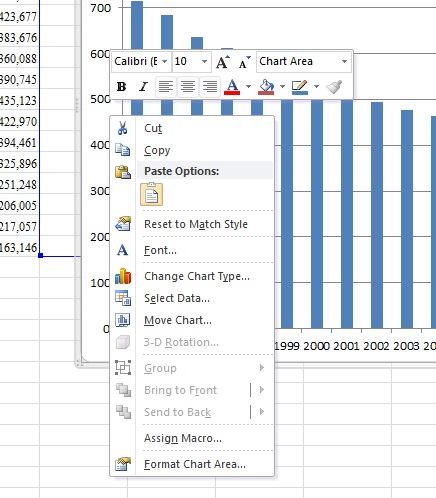 423,677
383,676
360,088
390,745
435,123
422,970
394,461
325,896
251,248
206,005
217,057
163,146
700
600
500
400
300
200
100
0
Calibri (E 10 A A Chart Area
B I A
Cut
Copy
Paste Options:
Reset to Match Style
Font...
Change Chart Type...
Select Data...
Move Chart...
3-D Rotation...
Group
Bring to Front
Send to Back
Assign Macro...
Format Chart Area...
1999 2000 2001 2002 2003 20